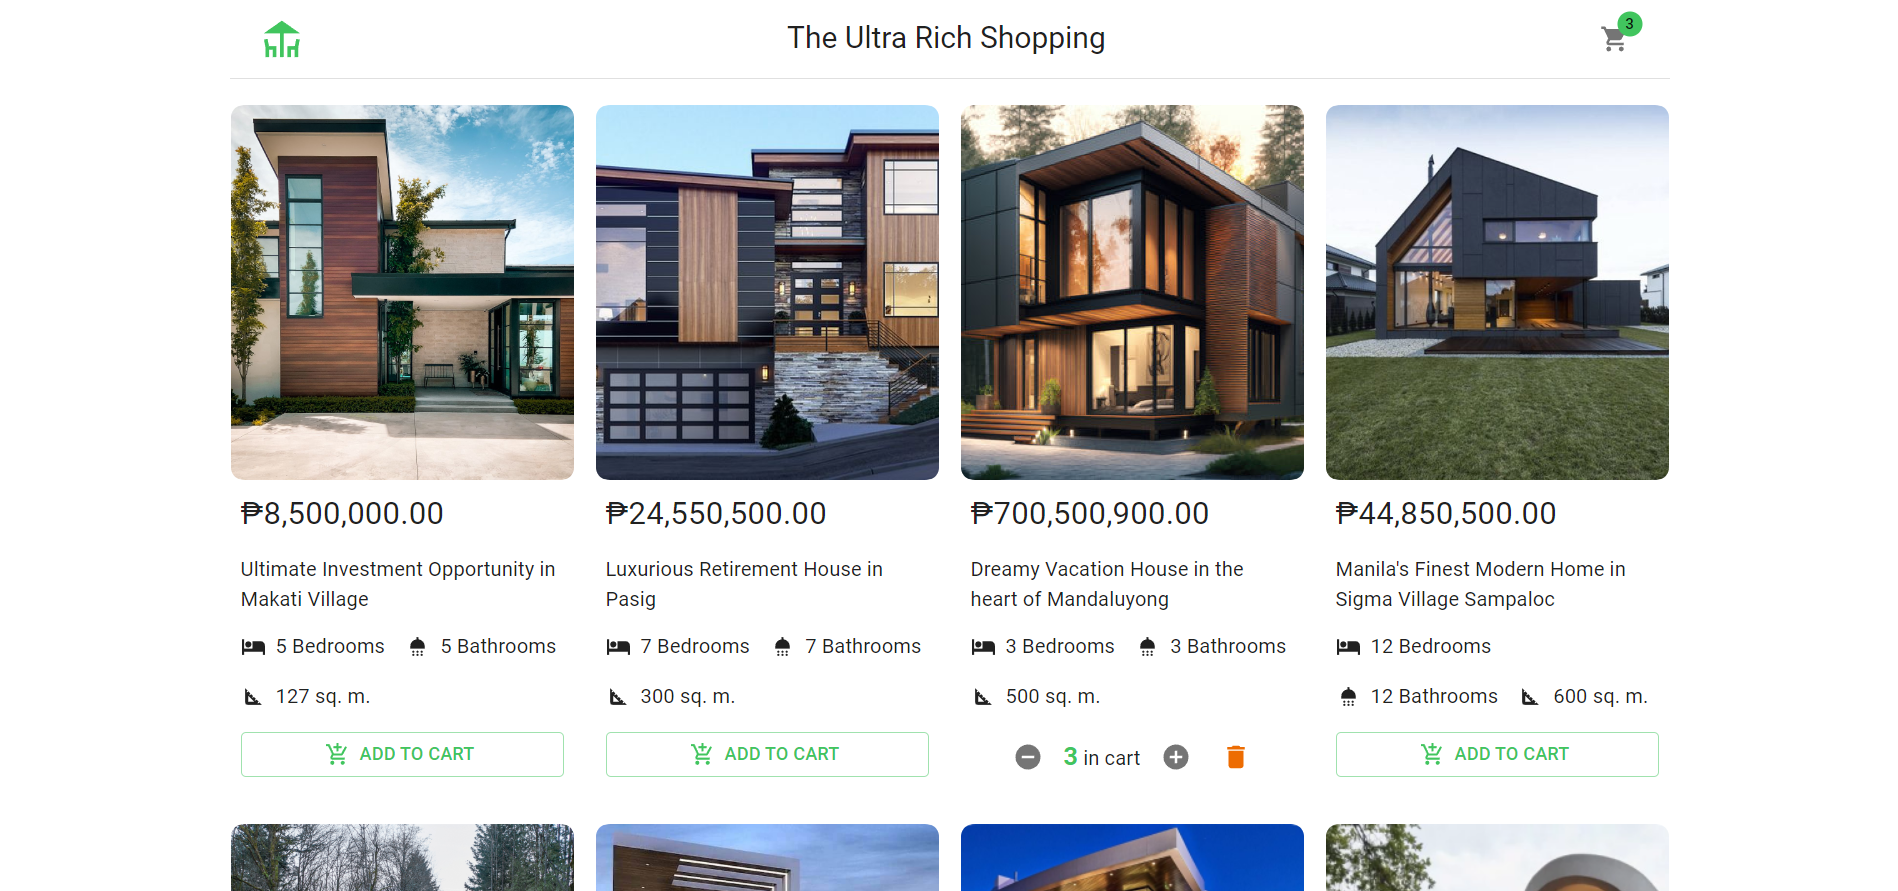 The Ultra Rich Shopping
3
₱8,500,000.00
Ultimate Investment Opportunity in
Makati Village
5 Bedrooms 5 Bathrooms
127 sq. m.
ADD TO CART
₱24,550,500.00
Luxurious Retirement House in
Pasig
7 Bedrooms 7 Bathrooms
300 sq. m.
ADD TO CART
₱700,500,900.00
Dreamy Vacation House in the
heart of Mandaluyong
3 Bedrooms 3 Bathrooms
500 sq. m.
3 in cart
₱44,850,500.00
Manila's Finest Modern Home in
Sigma Village Sampaloc
12 Bedrooms
12 Bathrooms 600 sq. m.
ADD TO CART